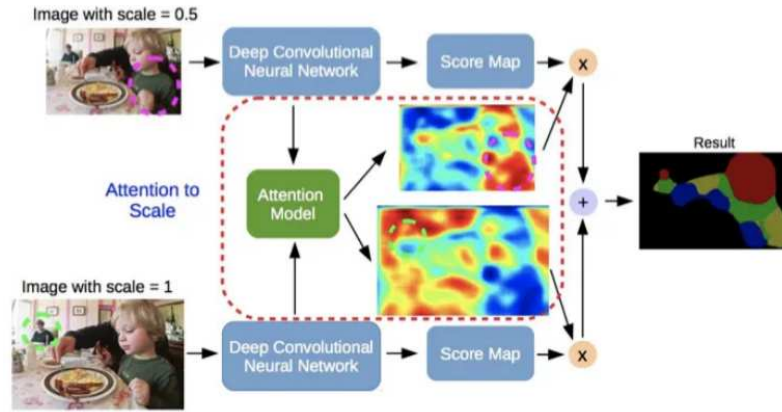 Image with scale = 0.5
Deep Convolutional
Neural Network
Score Map
x
Attention to
Scale
Attention
Model
Result
+
Image with scale = 1
Deep Convolutional
Neural Network
Score Map
x